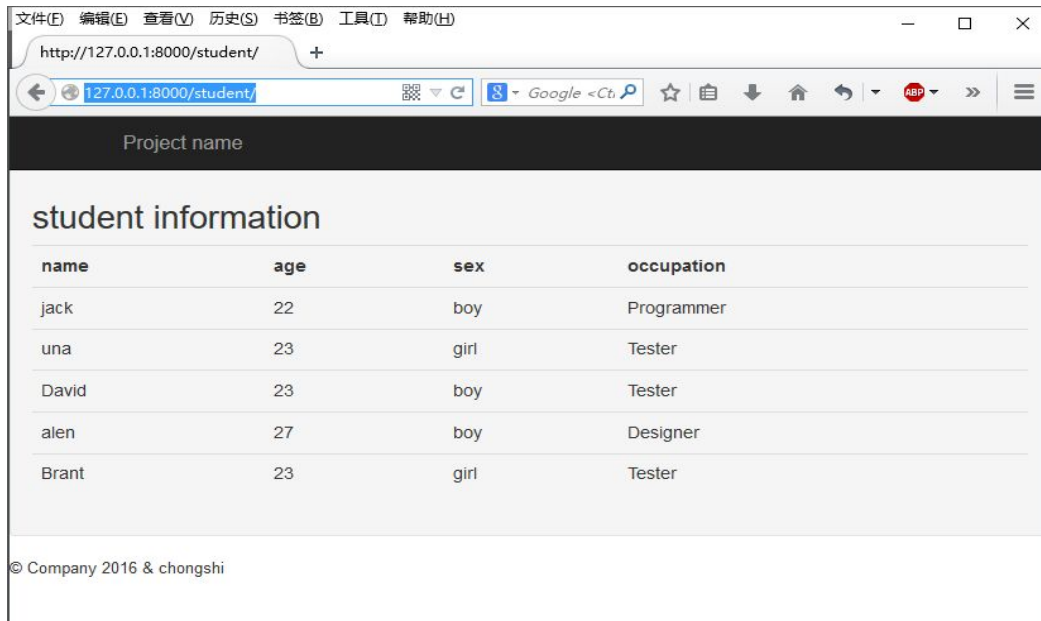 文件(F) 编辑(E) 查看(V) 历史(S) 书签(B) 工具(T) 帮助(H)
http://127.0.0.1:8000/student/ +
127.0.0.1:8000/student/ 8 Google <Ct ABP »
Project name
student information
name age sex occupation
jack 22 boy Programmer
una 23 girl Tester
David 23 boy Tester
alen 27 boy Designer
Brant 23 girl Tester
© Company 2016 & chongshi